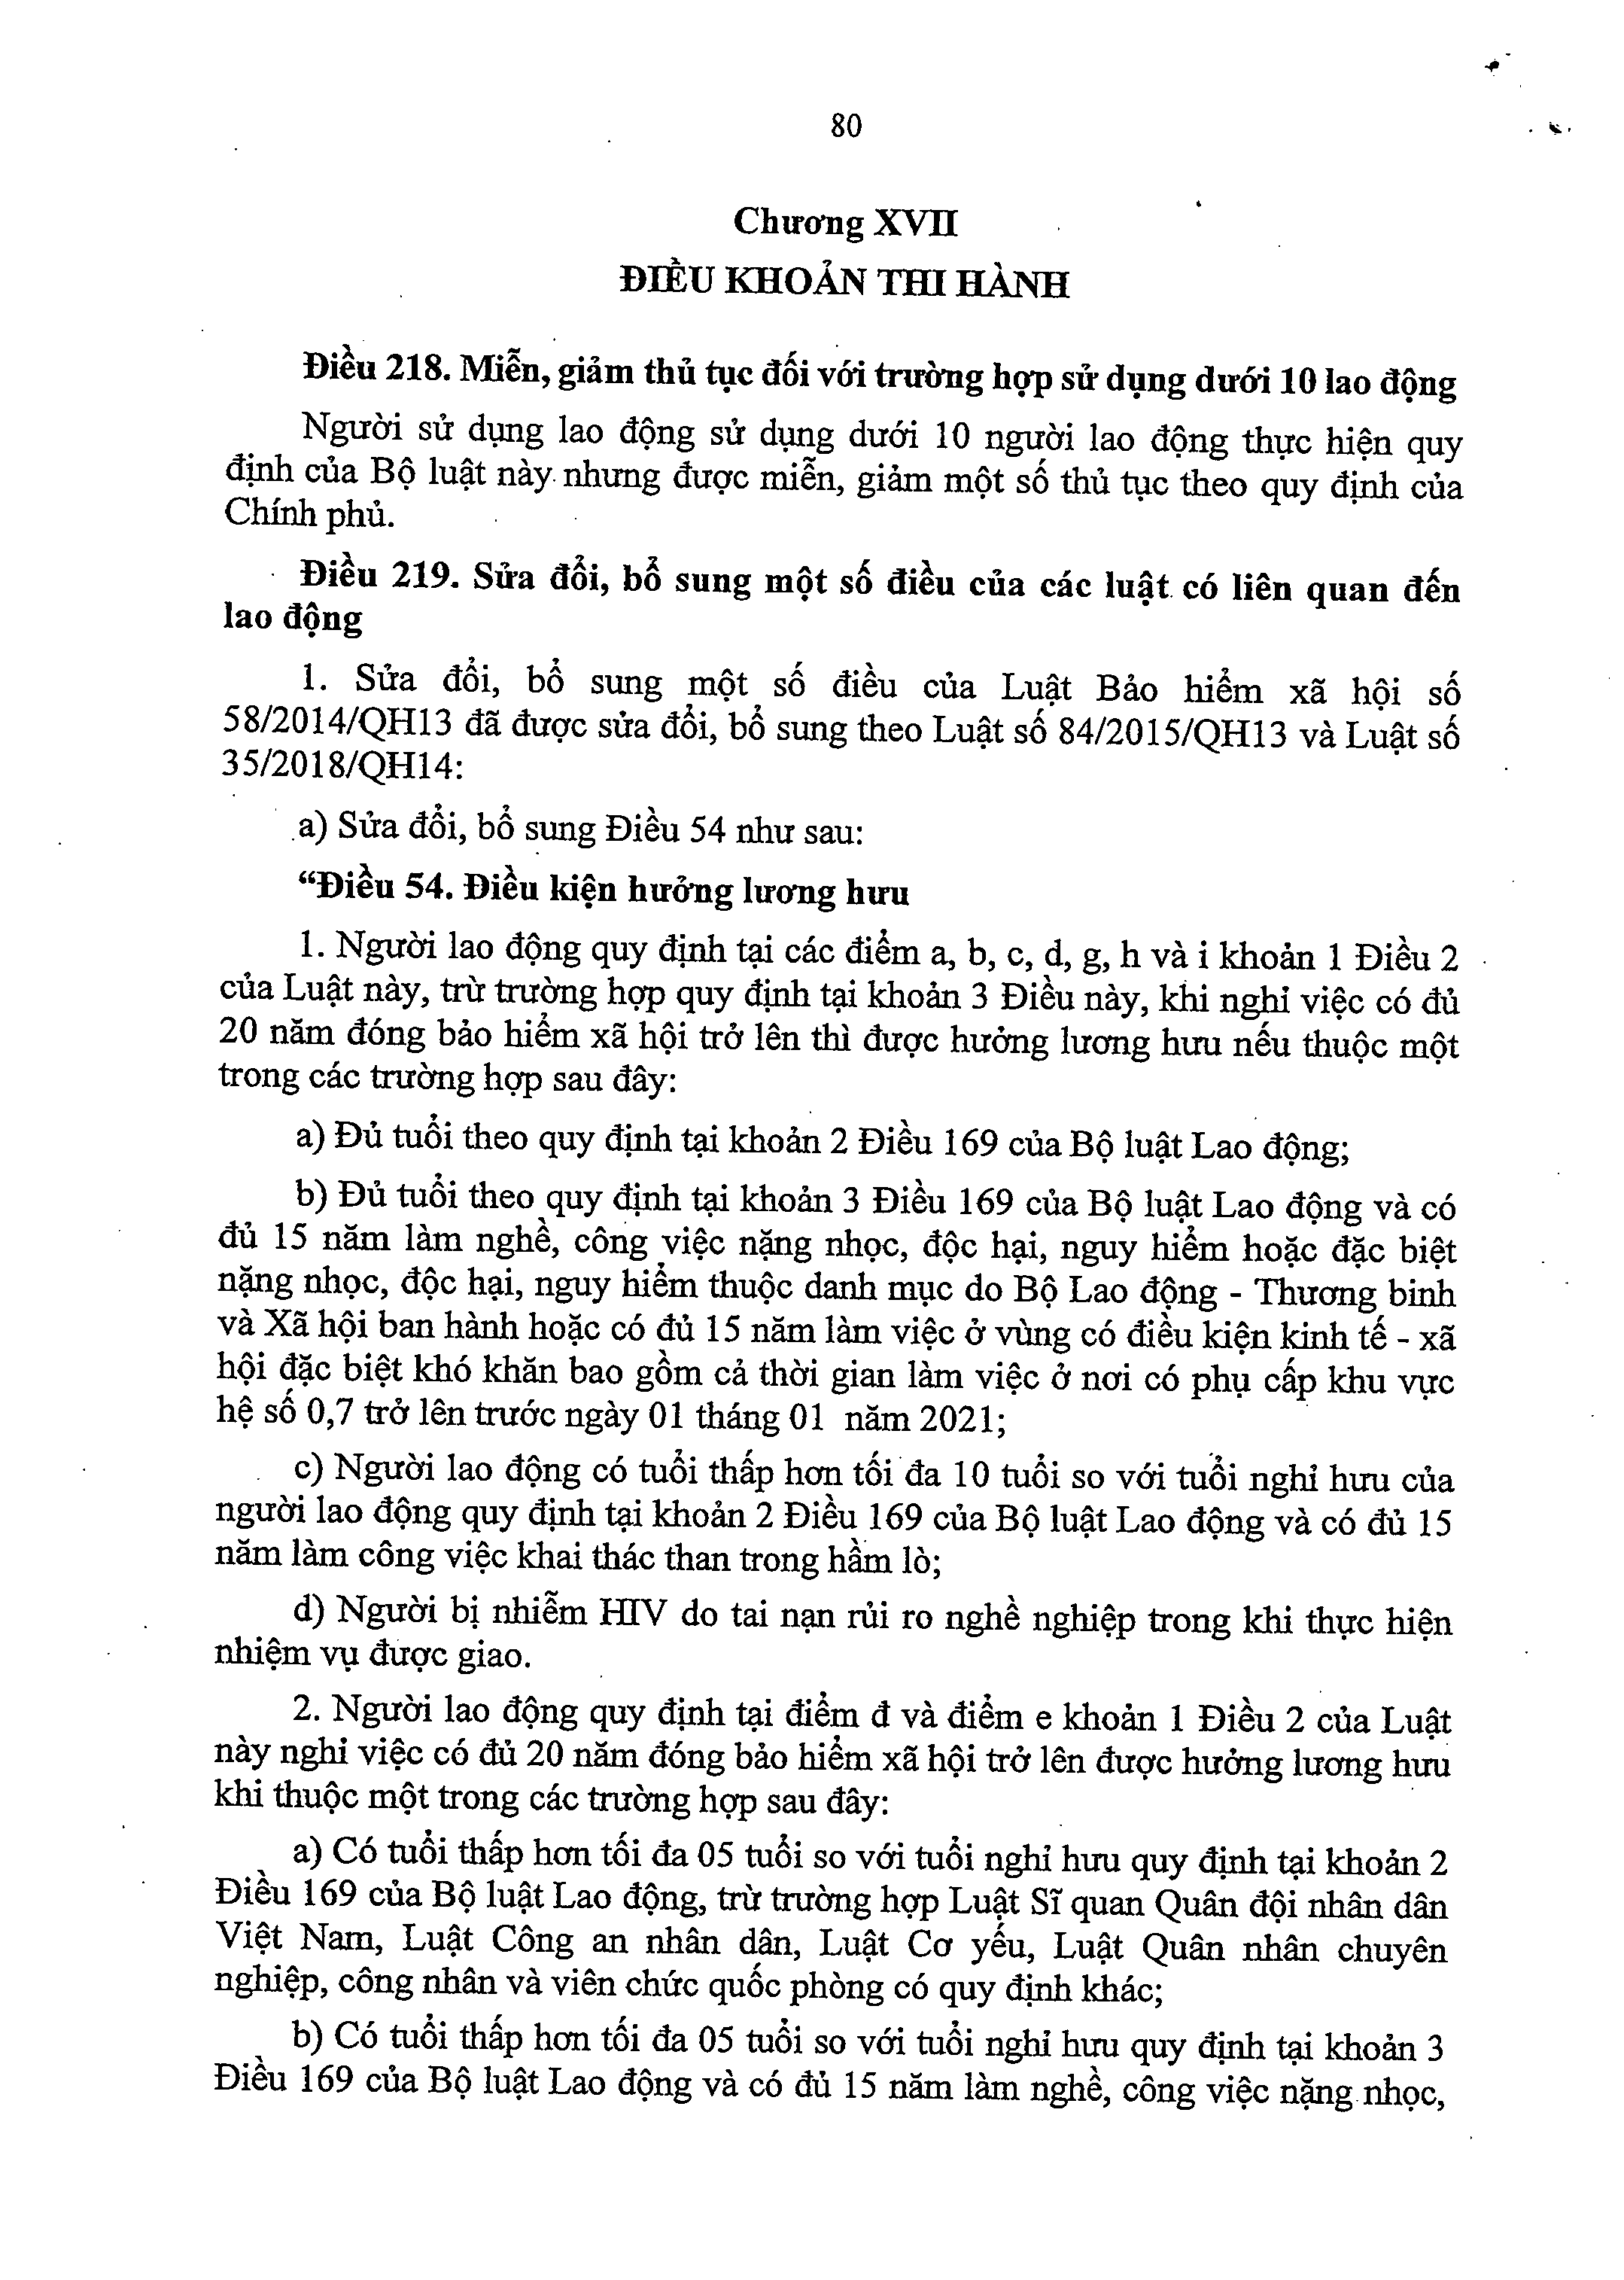 80
Chương XVII
ĐIỀU KHOẢN THI HÀNH
Điều 218. Miễn, giảm thủ tục đối với trường hợp sử dụng dưới 10 lao động
Người sử dụng lao động sử dụng dưới 10 người lao động thực hiện quy
định của Bộ luật này nhưng được miễn, giảm một số thủ tục theo quy định của
Chính phủ.
Điều 219. Sửa đổi, bổ sung một số điều của các luật có liên quan đến
lao động
1. Sửa đổi, bổ sung một số điều của Luật Bảo hiểm xã hội số
58/2014/QH13 đã được sửa đổi, bổ sung theo Luật số 84/2015/QH13 và Luật số
35/2018/QH14:
a) Sửa đổi, bổ sung Điều 54 như sau:
“Điều 54. Điều kiện hưởng lương hưu
1. Người lao động quy định tại các điểm a, b, c, d, g, h và i khoản 1 Điều 2
của Luật này, trừ trường hợp quy định tại khoản 3 Điều này, khi nghỉ việc có đủ
20 năm đóng bảo hiểm xã hội trở lên thì được hưởng lương hưu nếu thuộc một
trong các trường hợp sau đây:
a) Đủ tuổi theo quy định tại khoản 2 Điều 169 của Bộ luật Lao động;
b) Đủ tuổi theo quy định tại khoản 3 Điều 169 của Bộ luật Lao động và có
đủ 15 năm làm nghề, công việc nặng nhọc, độc hại, nguy hiểm hoặc đặc biệt
nặng nhọc, độc hại, nguy hiểm thuộc danh mục do Bộ Lao động - Thương binh
và Xã hội ban hành hoặc có đủ 15 năm làm việc ở vùng có điều kiện kinh tế - xã
hội đặc biệt khó khăn bao gồm cả thời gian làm việc ở nơi có phụ cấp khu vực
hệ số 0,7 trở lên trước ngày 01 tháng 01 năm 2021;
c) Người lao động có tuổi thấp hơn tối đa 10 tuổi so với tuổi nghỉ hưu của
người lao động quy định tại khoản 2 Điều 169 của Bộ luật Lao động và có đủ 15
năm làm công việc khai thác than trong hầm lò;
d) Người bị nhiễm HIV do tai nạn rủi ro nghề nghiệp trong khi thực hiện
nhiệm vụ được giao.
2. Người lao động quy định tại điểm đ và điểm e khoản 1 Điều 2 của Luật
này nghỉ việc có đủ 20 năm đóng bảo hiểm xã hội trở lên được hưởng lương hưu
khi thuộc một trong các trường hợp sau đây:
a) Có tuổi thấp hơn tối đa 05 tuổi so với tuổi nghỉ hưu quy định tại khoản 2
Điều 169 của Bộ luật Lao động, trừ trường hợp Luật Sĩ quan Quân đội nhân dân
Việt Nam, Luật Công an nhân dân, Luật Cơ yếu, Luật Quân nhân chuyên
nghiệp, công nhân và viên chức quốc phòng có quy định khác;
b) Có tuổi thấp hơn tối đa 05 tuổi so với tuổi nghỉ hưu quy định tại khoản 3
Điều 169 của Bộ luật Lao động và có đủ 15 năm làm nghề, công việc nặng nhọc,